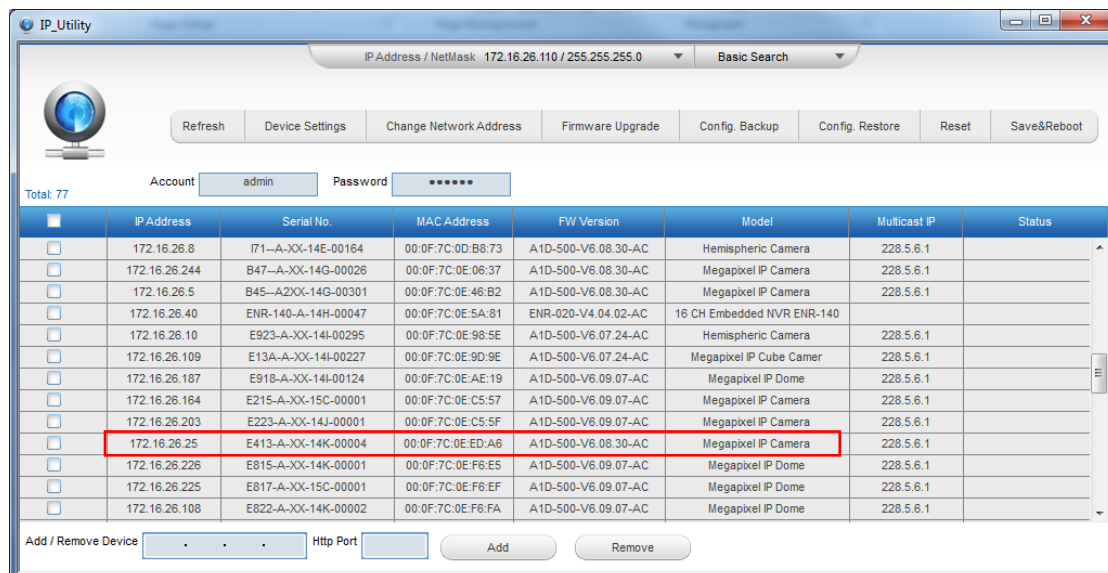 IP_Utility
IP Address / NetMask 172.16.26.110 / 255.255.255.0 Basic Search
Refresh Device Settings Change Network Address Firmware Upgrade Config. Backup Config. Restore Reset Save&Reboot
Account admin Password ●●●●●●
Total: 77
IP Address Serial No. MAC Address FW Version Model Multicast IP Status
172.16.26.8 I71--A-XX-14E-00164 00:0F:7C:0D:B8:73 A1D-500-V6.08.30-AC Hemispheric Camera 228.5.6.1
172.16.26.244 B47--A-XX-14G-00026 00:0F:7C:0E:06:37 A1D-500-V6.08.30-AC Megapixel IP Camera 228.5.6.1
172.16.26.5 B45--A2XX-14G-00301 00:0F:7C:0E:46:B2 A1D-500-V6.08.30-AC Megapixel IP Camera 228.5.6.1
172.16.26.40 ENR-140-A-14H-00047 00:0F:7C:0E:5A:81 ENR-020-V4.04.02-AC 16 CH Embedded NVR ENR-140
172.16.26.10 E923-A-XX-14I-00295 00:0F:7C:0E:98:5E A1D-500-V6.07.24-AC Hemispheric Camera 228.5.6.1
172.16.26.109 E13A-A-XX-14I-00227 00:0F:7C:0E:9D:9E A1D-500-V6.07.24-AC Megapixel IP Cube Camer 228.5.6.1
172.16.26.187 E918-A-XX-14I-00124 00:0F:7C:0E:AE:19 A1D-500-V6.09.07-AC Megapixel IP Dome 228.5.6.1
172.16.26.164 E215-A-XX-15C-00001 00:0F:7C:0E:C5:57 A1D-500-V6.09.07-AC Megapixel IP Camera 228.5.6.1
172.16.26.203 E223-A-XX-14J-00001 00:0F:7C:0E:C5:5F A1D-500-V6.09.07-AC Megapixel IP Camera 228.5.6.1
172.16.26.25 E413-A-XX-14K-00004 00:0F:7C:0E:ED:A6 A1D-500-V6.08.30-AC Megapixel IP Camera 228.5.6.1
172.16.26.226 E815-A-XX-14K-00001 00:0F:7C:0E:F6:E5 A1D-500-V6.09.07-AC Megapixel IP Dome 228.5.6.1
172.16.26.225 E817-A-XX-15C-00001 00:0F:7C:0E:F6:EF A1D-500-V6.09.07-AC Megapixel IP Dome 228.5.6.1
172.16.26.108 E822-A-XX-14K-00002 00:0F:7C:0E:F6:FA A1D-500-V6.09.07-AC Megapixel IP Dome 228.5.6.1
Add / Remove Device . . . Http Port Add Remove